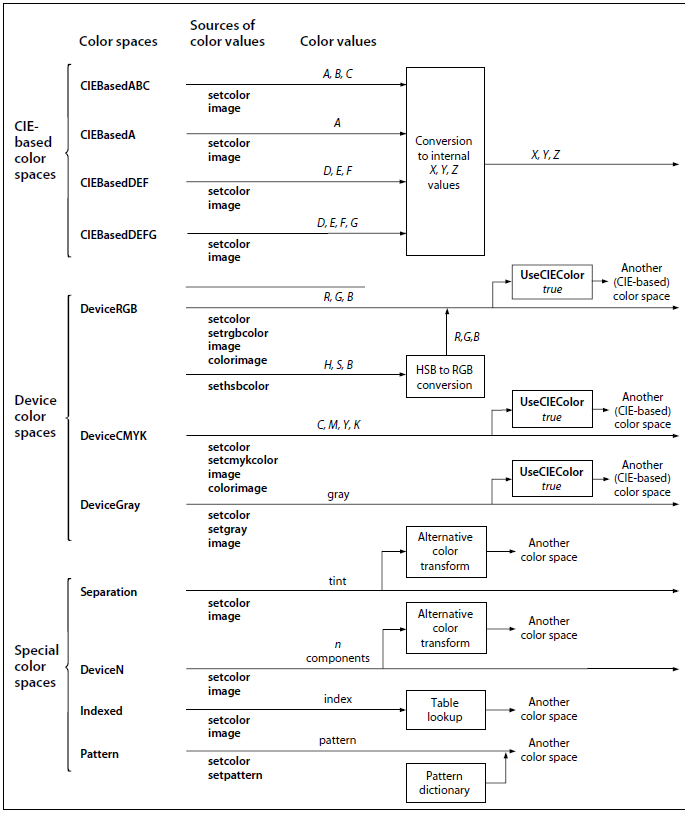 Color spaces
Sources of
color values
Color values
CIE-
based
color
spaces
CIEBasedABC
A, B, C
setcolor
image
CIEBasedA
A
setcolor
image
CIEBasedDEF
D, E, F
setcolor
image
CIEBasedDEFG
D, E, F, G
setcolor
image
Conversion
to internal
X, Y, Z
values
X, Y, Z
Device
color
spaces
DeviceRGB
R, G, B
setcolor
setrgbcolor
image
colorimage
UseCIEColor
true
Another
(CIE-based)
color space
R,G,B
H, S, B
sethsbcolor
HSB to RGB
conversion
DeviceCMYK
C, M, Y, K
setcolor
setcmykcolor
image
colorimage
UseCIEColor
true
Another
(CIE-based)
color space
DeviceGray
gray
setcolor
setgray
image
UseCIEColor
true
Another
(CIE-based)
color space
Special
color
spaces
Separation
tint
setcolor
image
Alternative
color
transform
Another
color space
DeviceN
n
components
setcolor
image
Alternative
color
transform
Another
color space
Indexed
index
setcolor
image
Table
lookup
Another
color space
Pattern
pattern
setcolor
setpattern
Pattern
dictionary
Another
color space